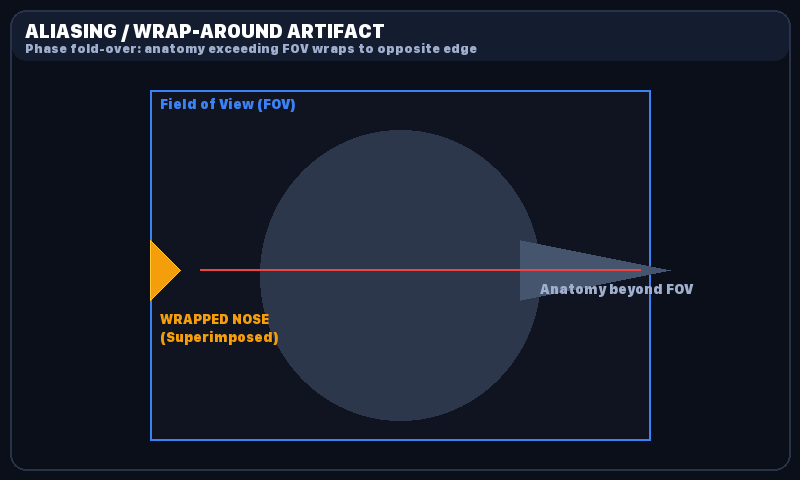 ALIASING / WRAP-AROUND ARTIFACT
Phase fold-over: anatomy exceeding FOV wraps to opposite edge
Field of View (FOV)
Anatomy beyond FOV
WRAPPED NOSE
(Superimposed)